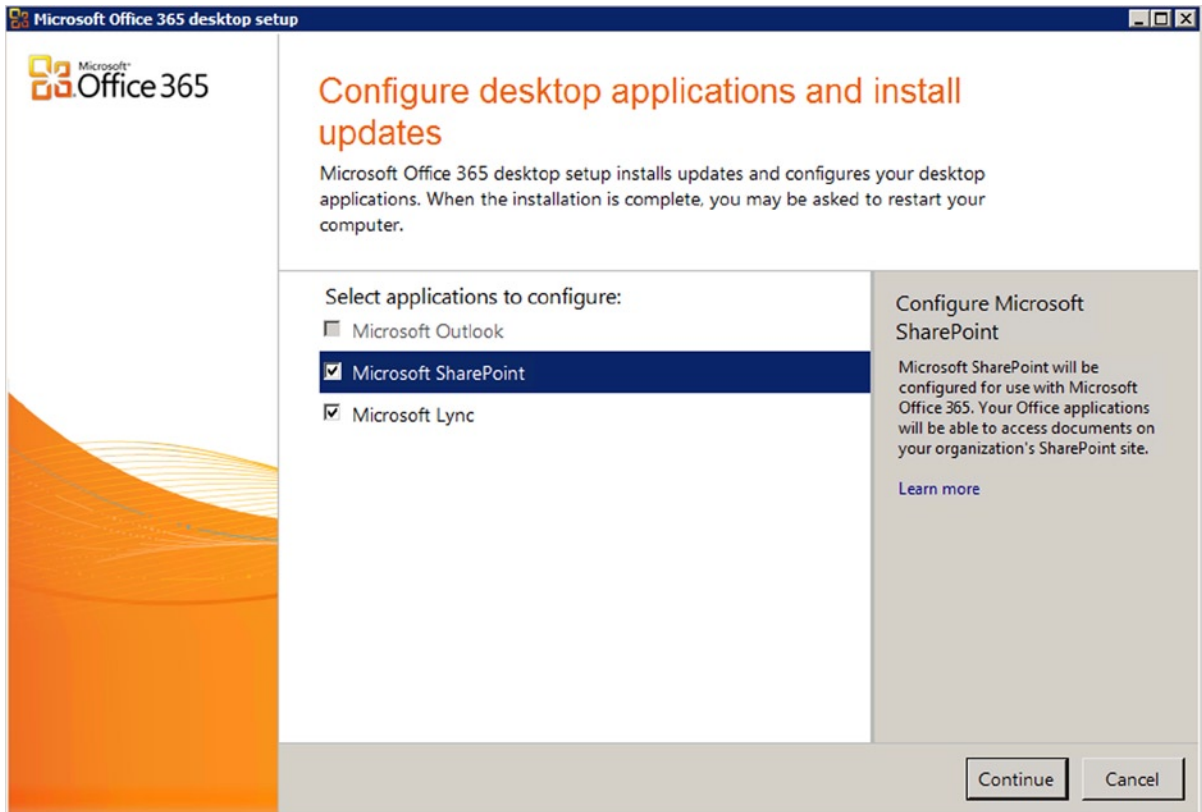 Microsoft Office 365 desktop setup
Microsoft®
Office 365
Configure desktop applications and install
updates
Microsoft Office 365 desktop setup installs updates and configures your desktop
applications. When the installation is complete, you may be asked to restart your
computer.
Select applications to configure:
Microsoft Outlook
Microsoft SharePoint
Microsoft Lync
Configure Microsoft
SharePoint
Microsoft SharePoint will be
configured for use with Microsoft
Office 365. Your Office applications
will be able to access documents on
your organization's SharePoint site.
Learn more
Continue
Cancel